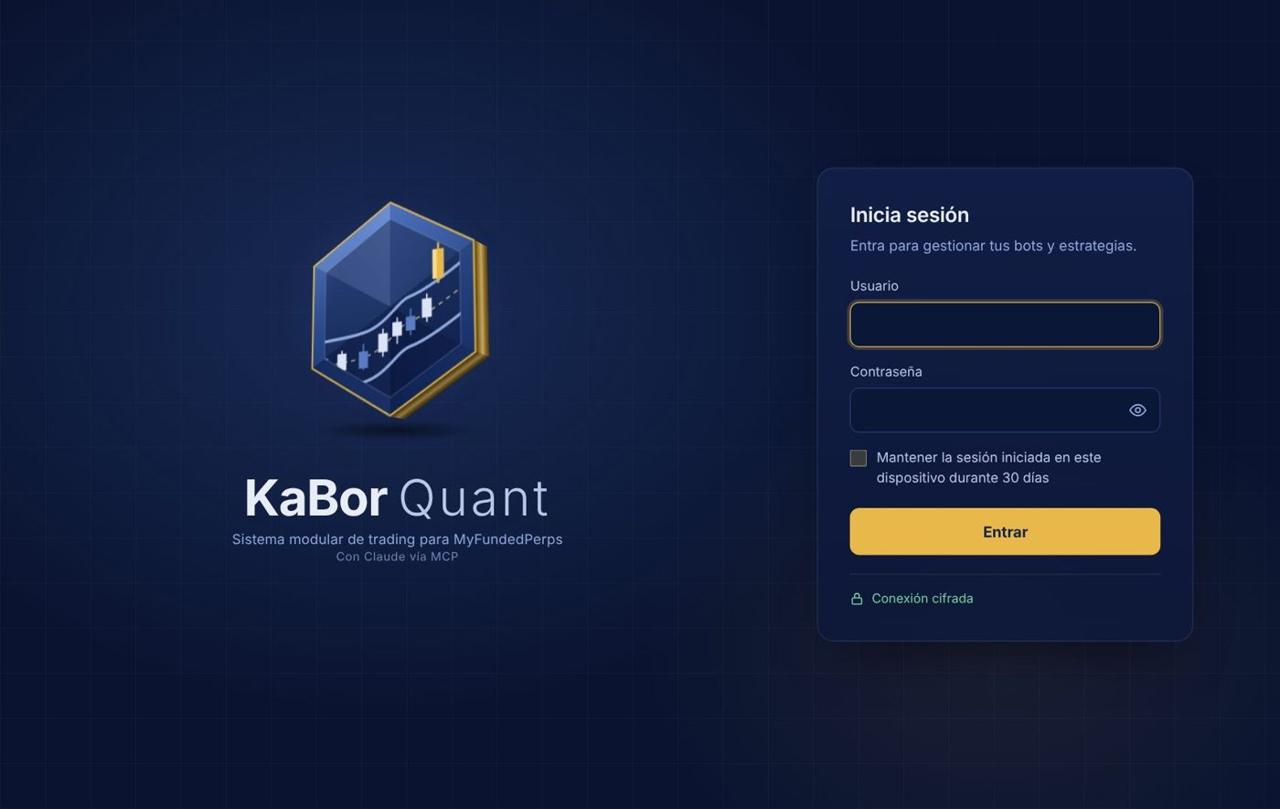 KaBor Quant
Sistema modular de trading para MyFundedPerps
Con Claude vía MCP
Inicia sesión
Entra para gestionar tus bots y estrategias.
Usuario
Contraseña
Mantener la sesión iniciada en este
dispositivo durante 30 días
Entrar
Conexión cifrada